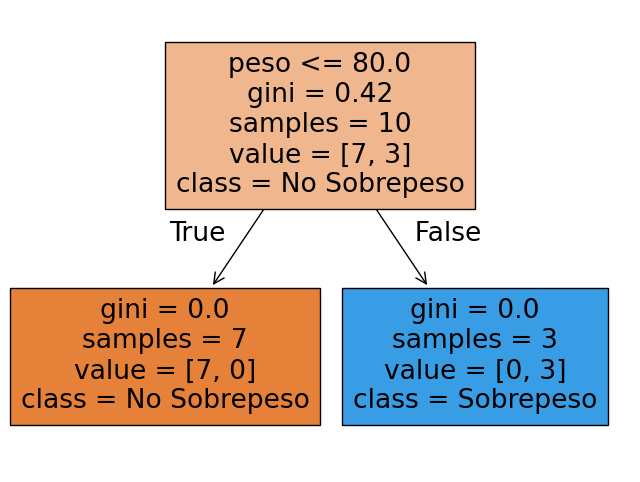 peso <= 80.0
gini = 0.42
samples = 10
value = [7, 3]
class = No Sobrepeso
True
False
gini = 0.0
samples = 7
value = [7, 0]
class = No Sobrepeso
gini = 0.0
samples = 3
value = [0, 3]
class = Sobrepeso